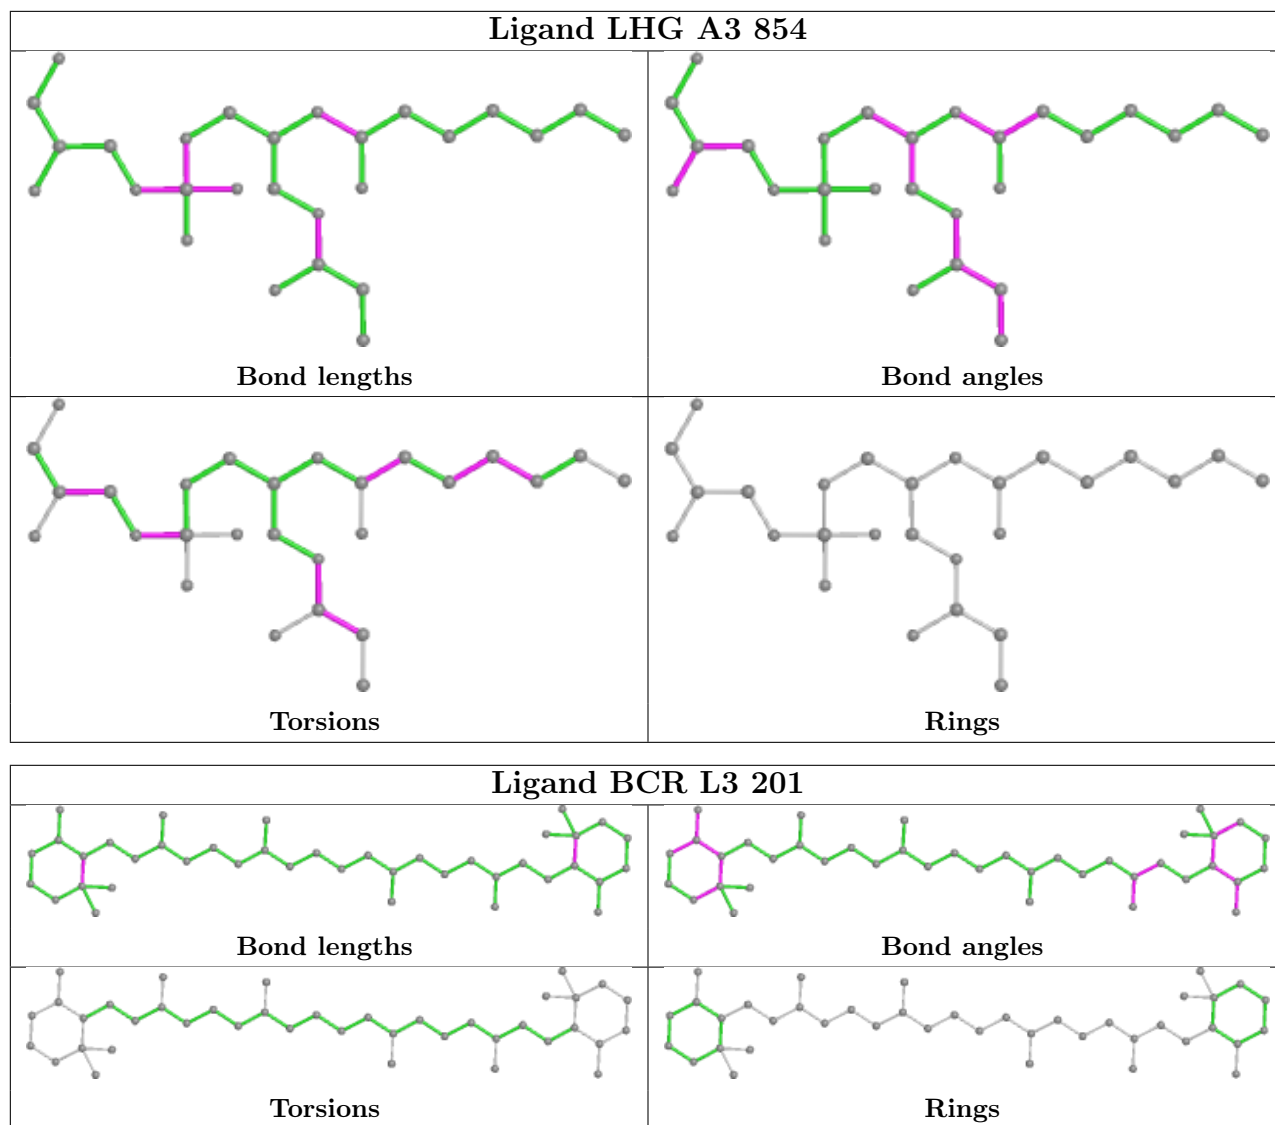 Ligand LHG A3 854
Bond lengths
Bond angles
Torsions
Rings
Ligand BCR L3 201
Bond lengths
Bond angles
Torsions
Rings